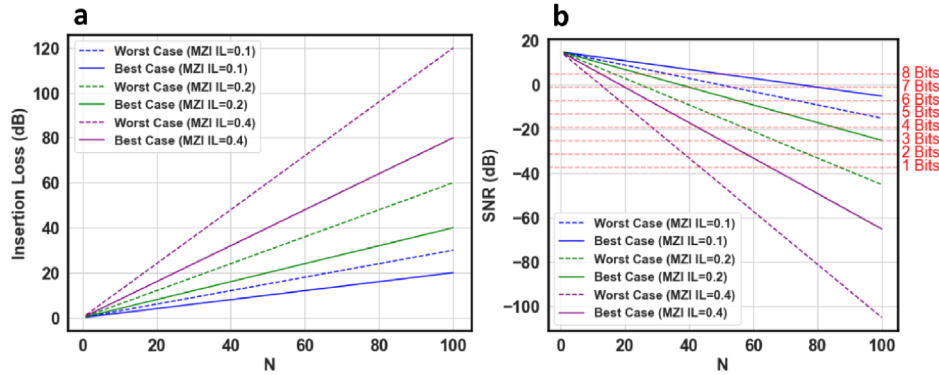 a
Insertion Loss (dB)
120
100
80
60
40
20
0
0
20
40
60
80
100
N
Worst Case (MZI IL=0.1)
Best Case (MZI IL=0.1)
Worst Case (MZI IL=0.2)
Best Case (MZI IL=0.2)
Worst Case (MZI IL=0.4)
Best Case (MZI IL=0.4)
b
SNR (dB)
20
0
−20
−40
−60
−80
−100
0
20
40
60
80
100
N
8 Bits
7 Bits
6 Bits
5 Bits
4 Bits
3 Bits
2 Bits
1 Bits
Worst Case (MZI IL=0.1)
Best Case (MZI IL=0.1)
Worst Case (MZI IL=0.2)
Best Case (MZI IL=0.2)
Worst Case (MZI IL=0.4)
Best Case (MZI IL=0.4)